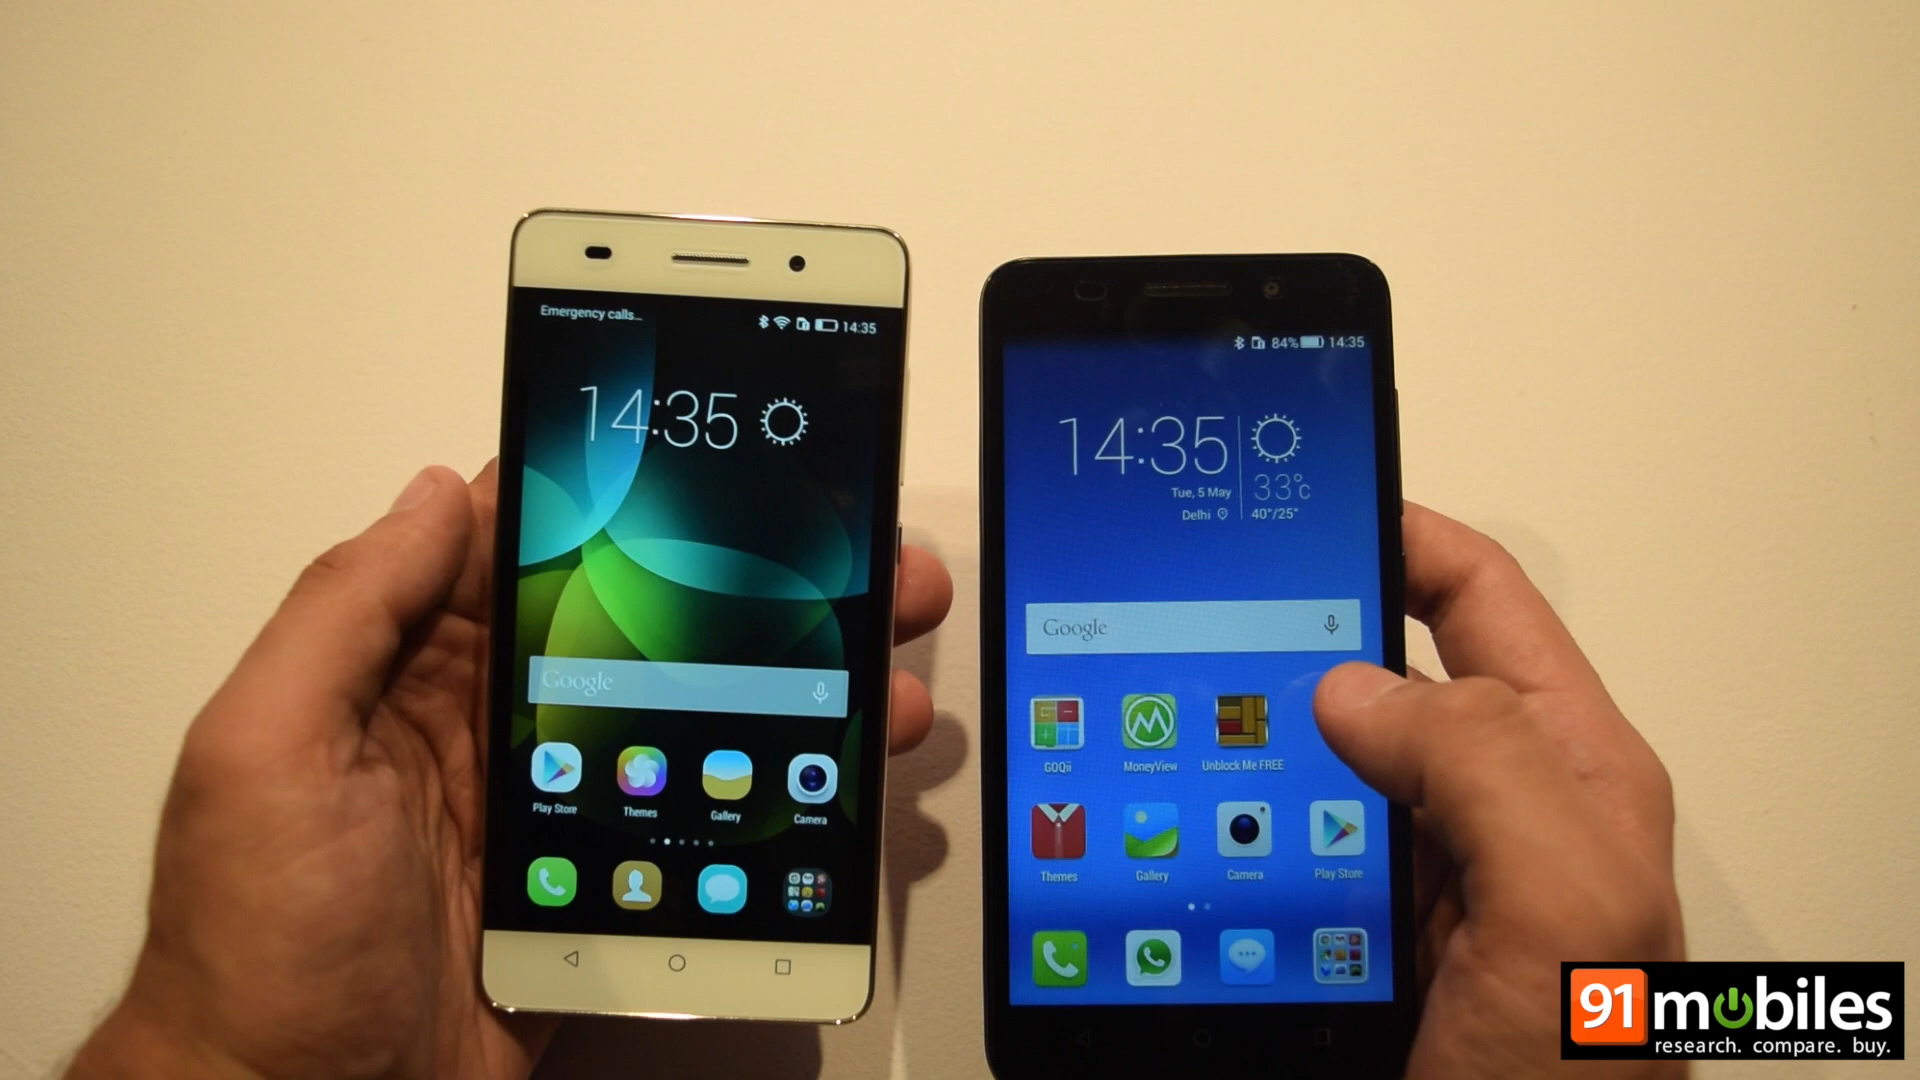 Emergency calls...
14:35
14:35
Google
Play Store
Themes
Gallery
Camera
84% 14:35
14:35
Tue, 5 May
33°c
Delhi
40°/25°
Google
GOQii
MoneyView
Unblock Me FREE
Themes
Gallery
Camera
Play Store
91mobiles
research. compare. buy.